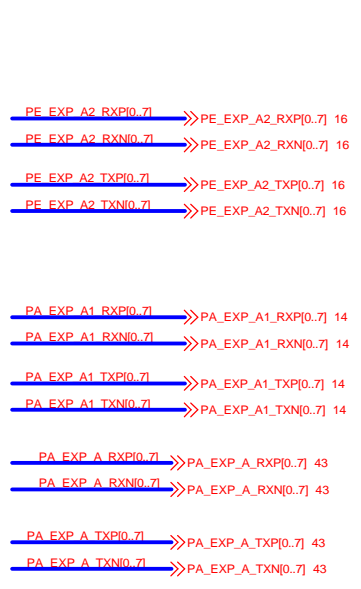 PE_EXP_A2_RXP[0..7] PE_EXP_A2_RXP[0..7] 16
PE_EXP_A2_RXN[0..7] PE_EXP_A2_RXN[0..7] 16
PE_EXP_A2_TXP[0..7] PE_EXP_A2_TXP[0..7] 16
PE_EXP_A2_TXN[0..7] PE_EXP_A2_TXN[0..7] 16
PA_EXP_A1_RXP[0..7] PA_EXP_A1_RXP[0..7] 14
PA_EXP_A1_RXN[0..7] PA_EXP_A1_RXN[0..7] 14
PA_EXP_A1_TXP[0..7] PA_EXP_A1_TXP[0..7] 14
PA_EXP_A1_TXN[0..7] PA_EXP_A1_TXN[0..7] 14
PA_EXP_A_RXP[0..7] PA_EXP_A_RXP[0..7] 43
PA_EXP_A_RXN[0..7] PA_EXP_A_RXN[0..7] 43
PA_EXP_A_TXP[0..7] PA_EXP_A_TXP[0..7] 43
PA_EXP_A_TXN[0..7] PA_EXP_A_TXN[0..7] 43